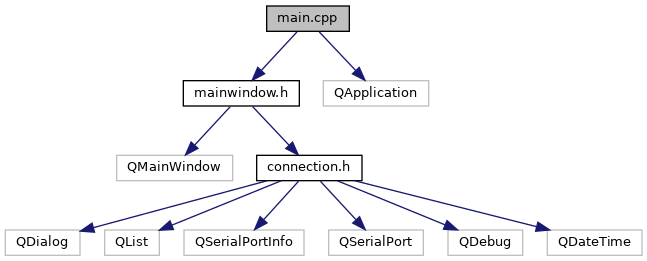 main.cpp
mainwindow.h
QApplication
QMainWindow
connection.h
QDialog
QList
QSerialPortInfo
QSerialPort
QDebug
QDateTime